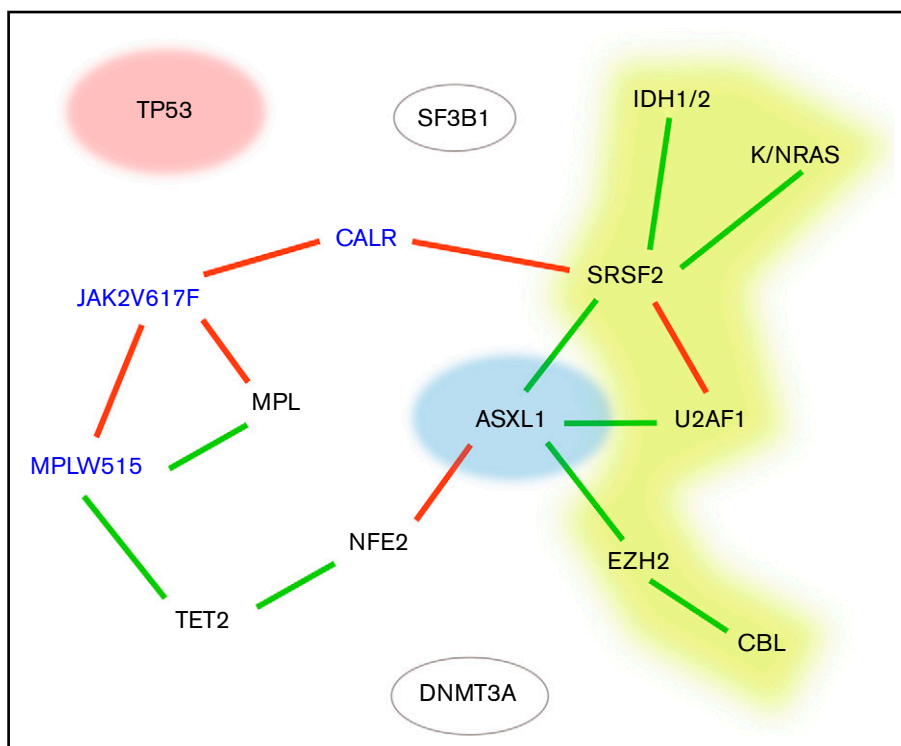 TP53
SF3B1
IDH1/2
K/NRAS
CALR
SRSF2
JAK2V617F
MPL
ASXL1
U2AF1
MPLW515
NFE2
EZH2
TET2
CBL
DNMT3A